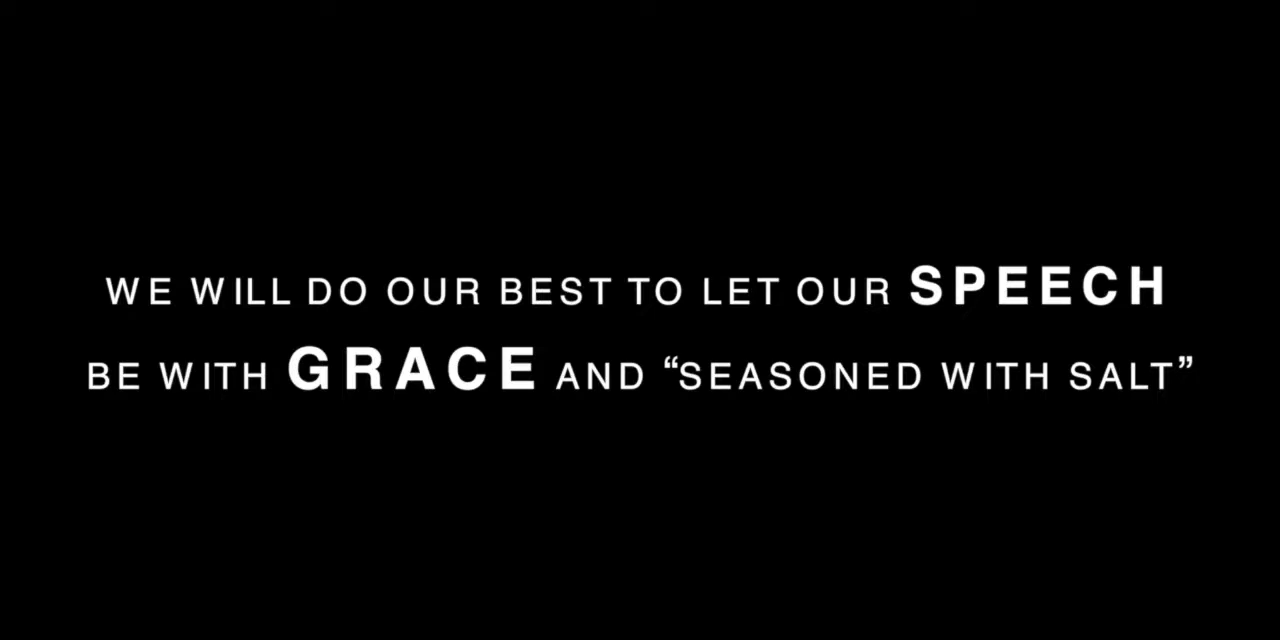 WE WILL DO OUR BEST TO LET OUR SPEECH
BE WITH GRACE AND “SEASONED WITH SALT”